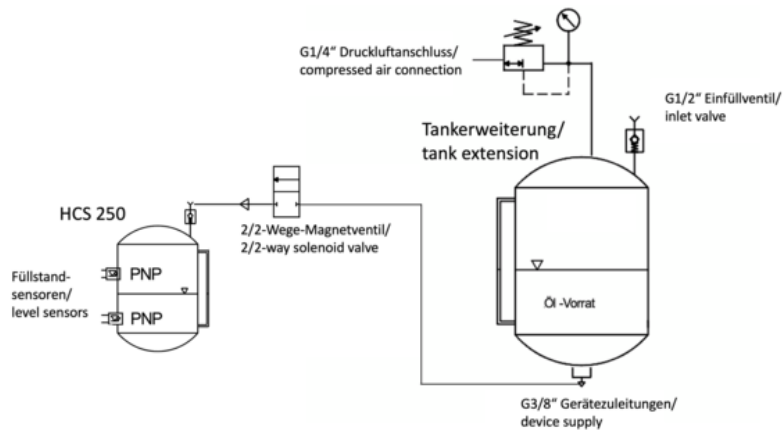 G1/4“ Druckluftanschluss/
compressed air connection
G1/2“ Einfüllventil/
inlet valve
Tankerweiterung/
tank extension
HCS 250
2/2-Wege-Magnetventil/
2/2-way solenoid valve
Füllstand-
sensoren/
level sensors
PNP
PNP
Öl -Vorrat
G3/8“ Gerätezuleitungen/
device supply